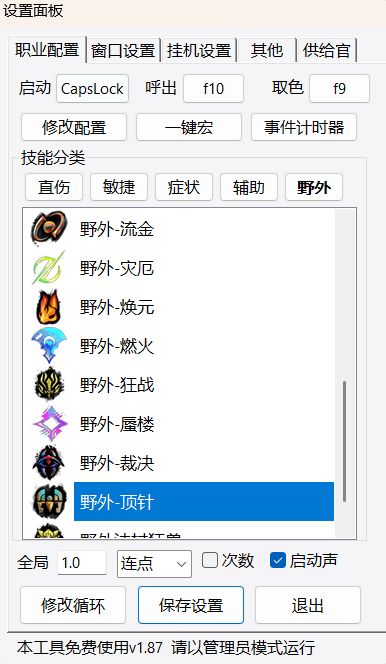 设置面板
职业配置 窗口设置 挂机设置 其他 供给官
启动 CapsLock 呼出 f10 取色 f9
修改配置 一键宏 事件计时器
技能分类
直伤 敏捷 症状 辅助 野外
野外-流金
野外-灾厄
野外-焕元
野外-燃火
野外-狂战
野外-蜃楼
野外-裁决
野外-顶针
全局 1.0 连点 次数 启动声
修改循环 保存设置 退出
本工具免费使用v1.87 请以管理员模式运行